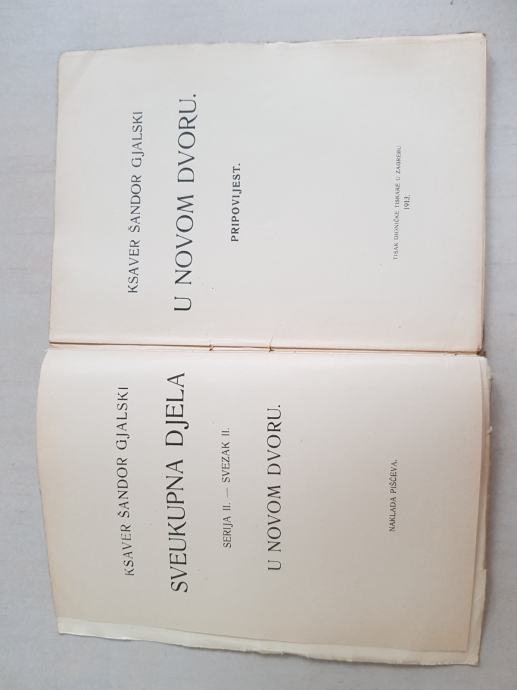 KSAVER ŠANDOR GJALSKI
SVEUKUPNA DJELA
SERIJA II. — SVEZAK II.
U NOVOM DVORU.
NAKLADA PIŠČEVA.
KSAVER ŠANDOR GJALSKI
U NOVOM DVORU.
PRIPOVIJEST.
TISAK DIONIČKE TISKARE U ZAGREBU
1913.